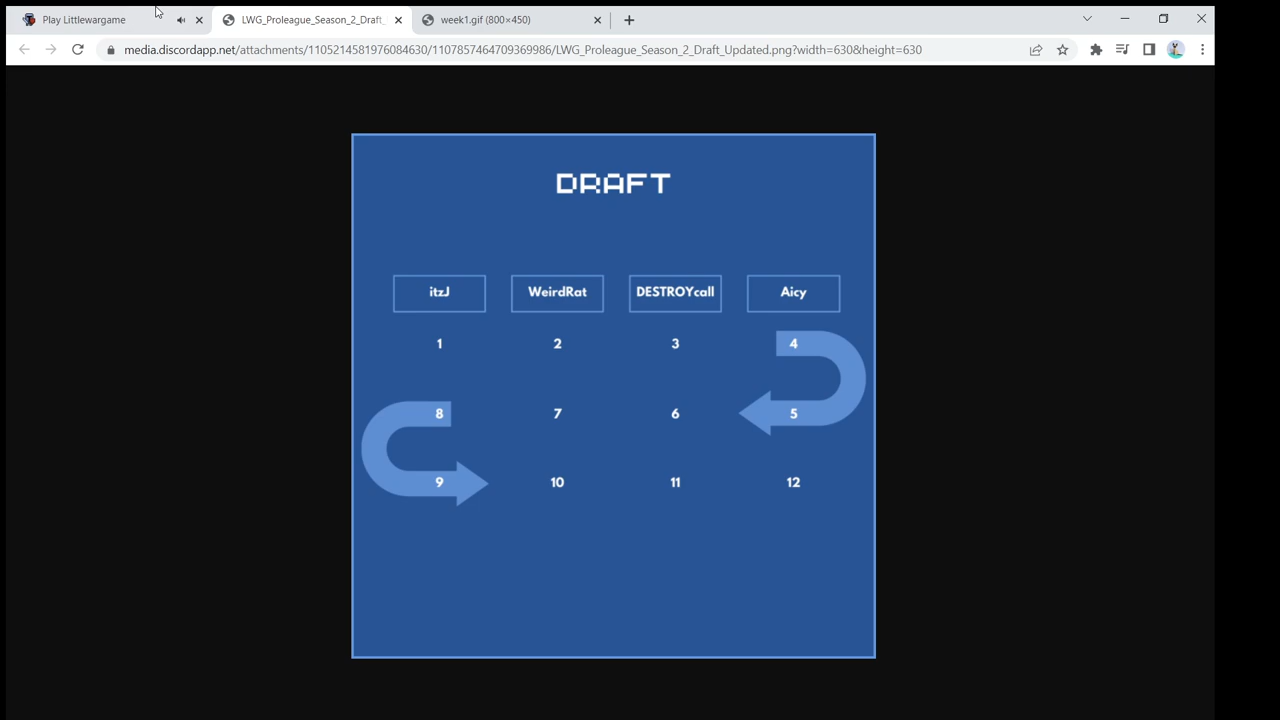 Play Littlewargame
LWG_Proleague_Season_2_Draft_
week1.gif (800×450)
media.discordapp.net/attachments/1105214581976084630/1107857464709369986/LWG_Proleague_Season_2_Draft_Updated.png?width=630&height=630
DRAFT
itzJ WeirdRat DESTROYcall Aicy
1 2 3 4
8 7 6 5
9 10 11 12